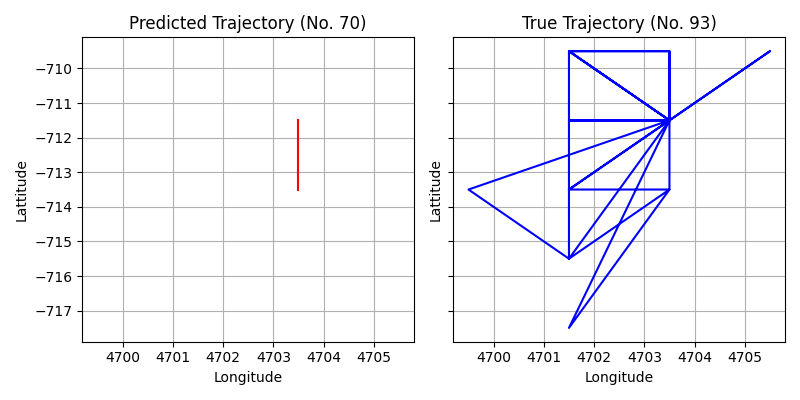 Predicted Trajectory (No. 70)
True Trajectory (No. 93)
−710
−711
−712
−713
−714
−715
−716
−717
Lattitude
Lattitude
4700 4701 4702 4703 4704 4705
4700 4701 4702 4703 4704 4705
Longitude
Longitude